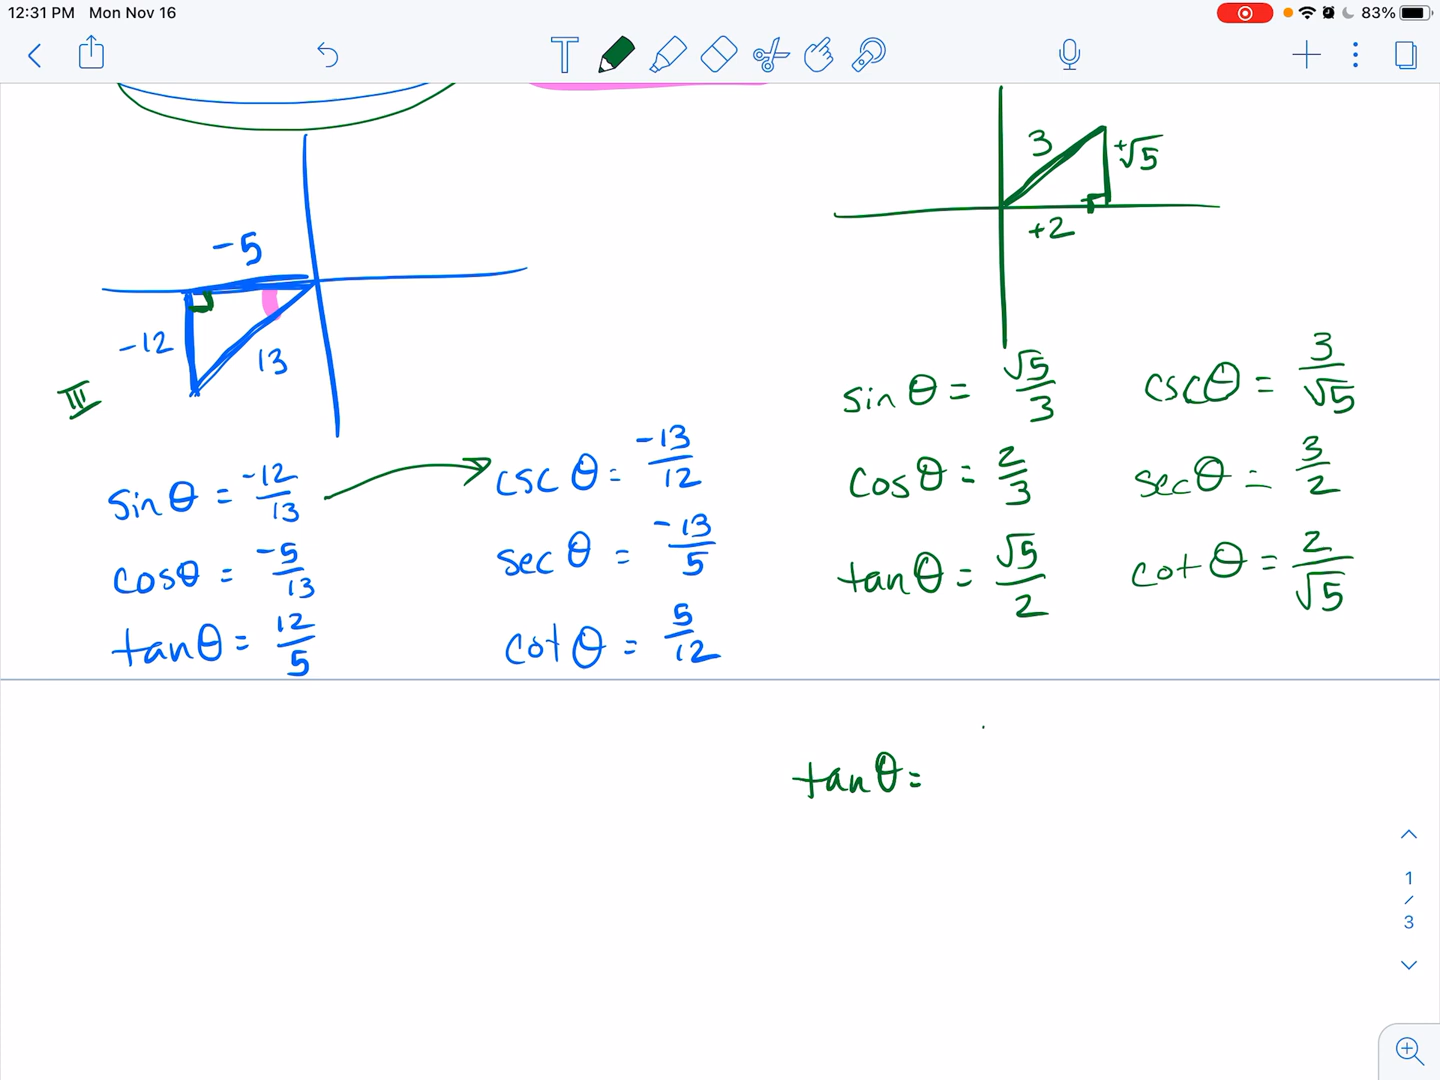 12:31 PM Mon Nov 16
83%
T
-5
-12
13
III
sin θ = -12/13
cos θ = -5/13
tan θ = 12/5
csc θ = -13/12
sec θ = -13/5
cot θ = 5/12
3
+√5
+2
sin θ = √5/3
cos θ = 2/3
tan θ = √5/2
csc θ = 3/√5
sec θ = 3/2
cot θ = 2/√5
tan θ =
1
/
3